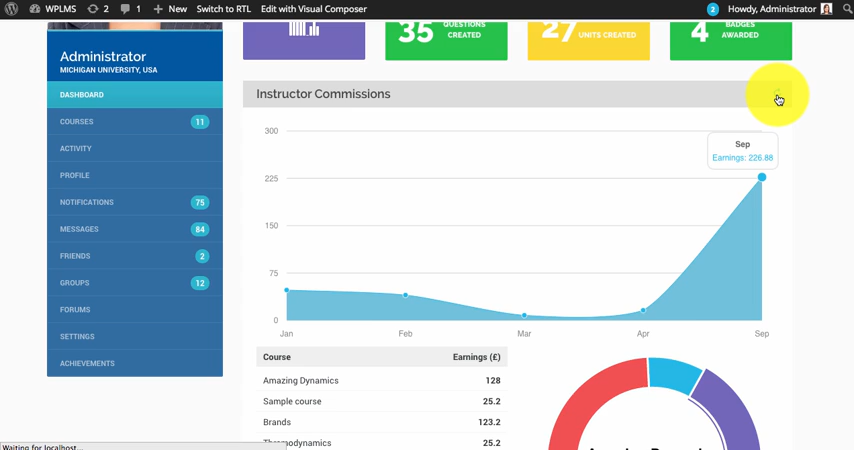 WPLMS 2 1 New Switch to RTL Edit with Visual Composer 2 Howdy, Administrator
35 QUESTIONS CREATED
27 UNITS CREATED
4 BADGES AWARDED
Administrator
MICHIGAN UNIVERSITY, USA
DASHBOARD
COURSES 11
ACTIVITY
PROFILE
NOTIFICATIONS 75
MESSAGES 84
FRIENDS 2
GROUPS 12
FORUMS
SETTINGS
ACHIEVEMENTS
Instructor Commissions
300
225
150
75
0
Sep
Earnings: 226.88
Jan Feb Mar Apr Sep
Course Earnings (£)
Amazing Dynamics 128
Sample course 25.2
Brands 123.2
Thromodynamics 25.2
Waiting for localhost...